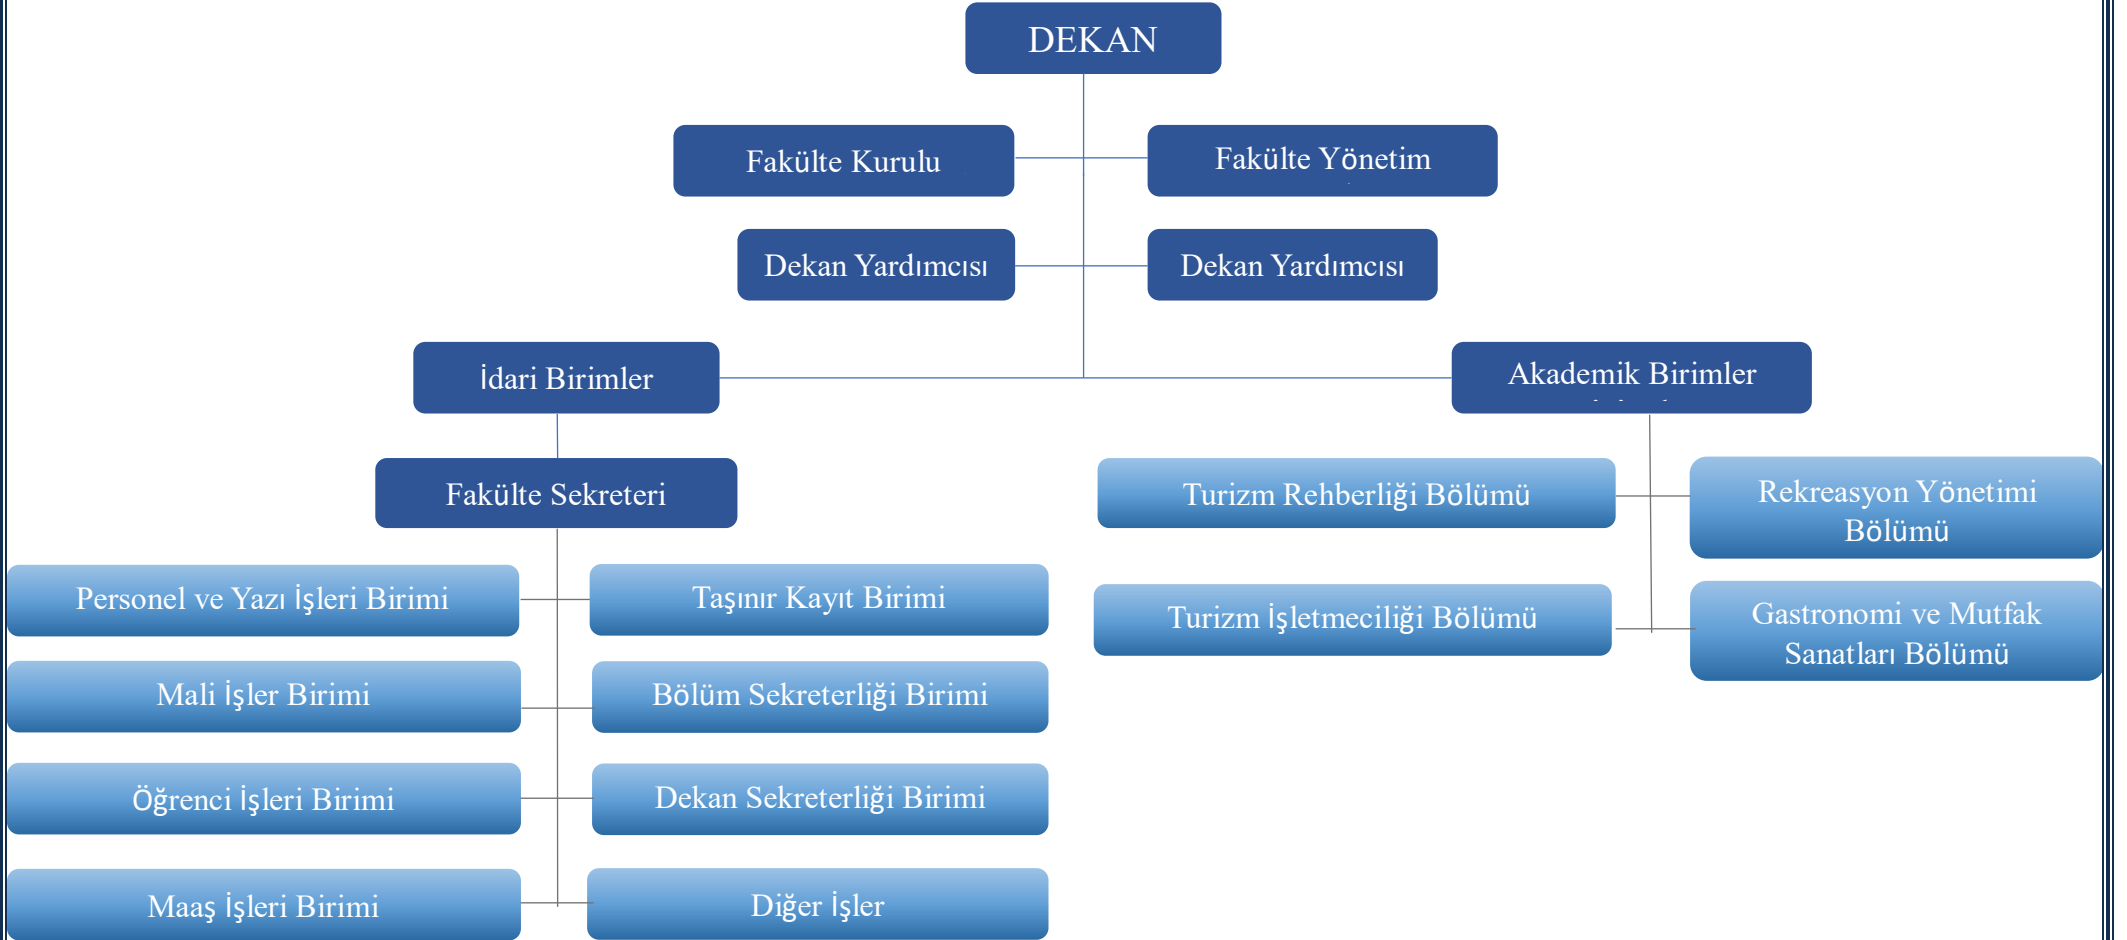 DEKAN
Fakülte Kurulu
Fakülte Yönetim
Dekan Yardımcısı
Dekan Yardımcısı
İdari Birimler
Akademik Birimler
Fakülte Sekreteri
Turizm Rehberliği Bölümü
Rekreasyon Yönetimi
Bölümü
Personel ve Yazı İşleri Birimi
Taşınır Kayıt Birimi
Turizm İşletmeciliği Bölümü
Gastronomi ve Mutfak
Sanatları Bölümü
Mali İşler Birimi
Bölüm Sekreterliği Birimi
Öğrenci İşleri Birimi
Dekan Sekreterliği Birimi
Maaş İşleri Birimi
Diğer İşler